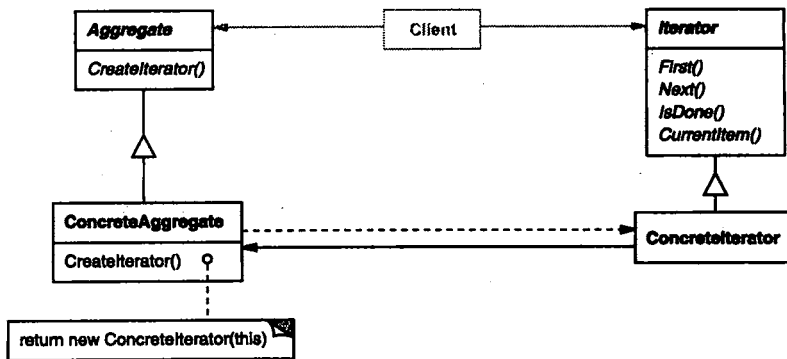 Aggregate
CreateIterator()
Client
Iterator
First()
Next()
IsDone()
CurrentItem()
ConcreteAggregate
CreateIterator()
ConcreteIterator
return new ConcreteIterator(this)